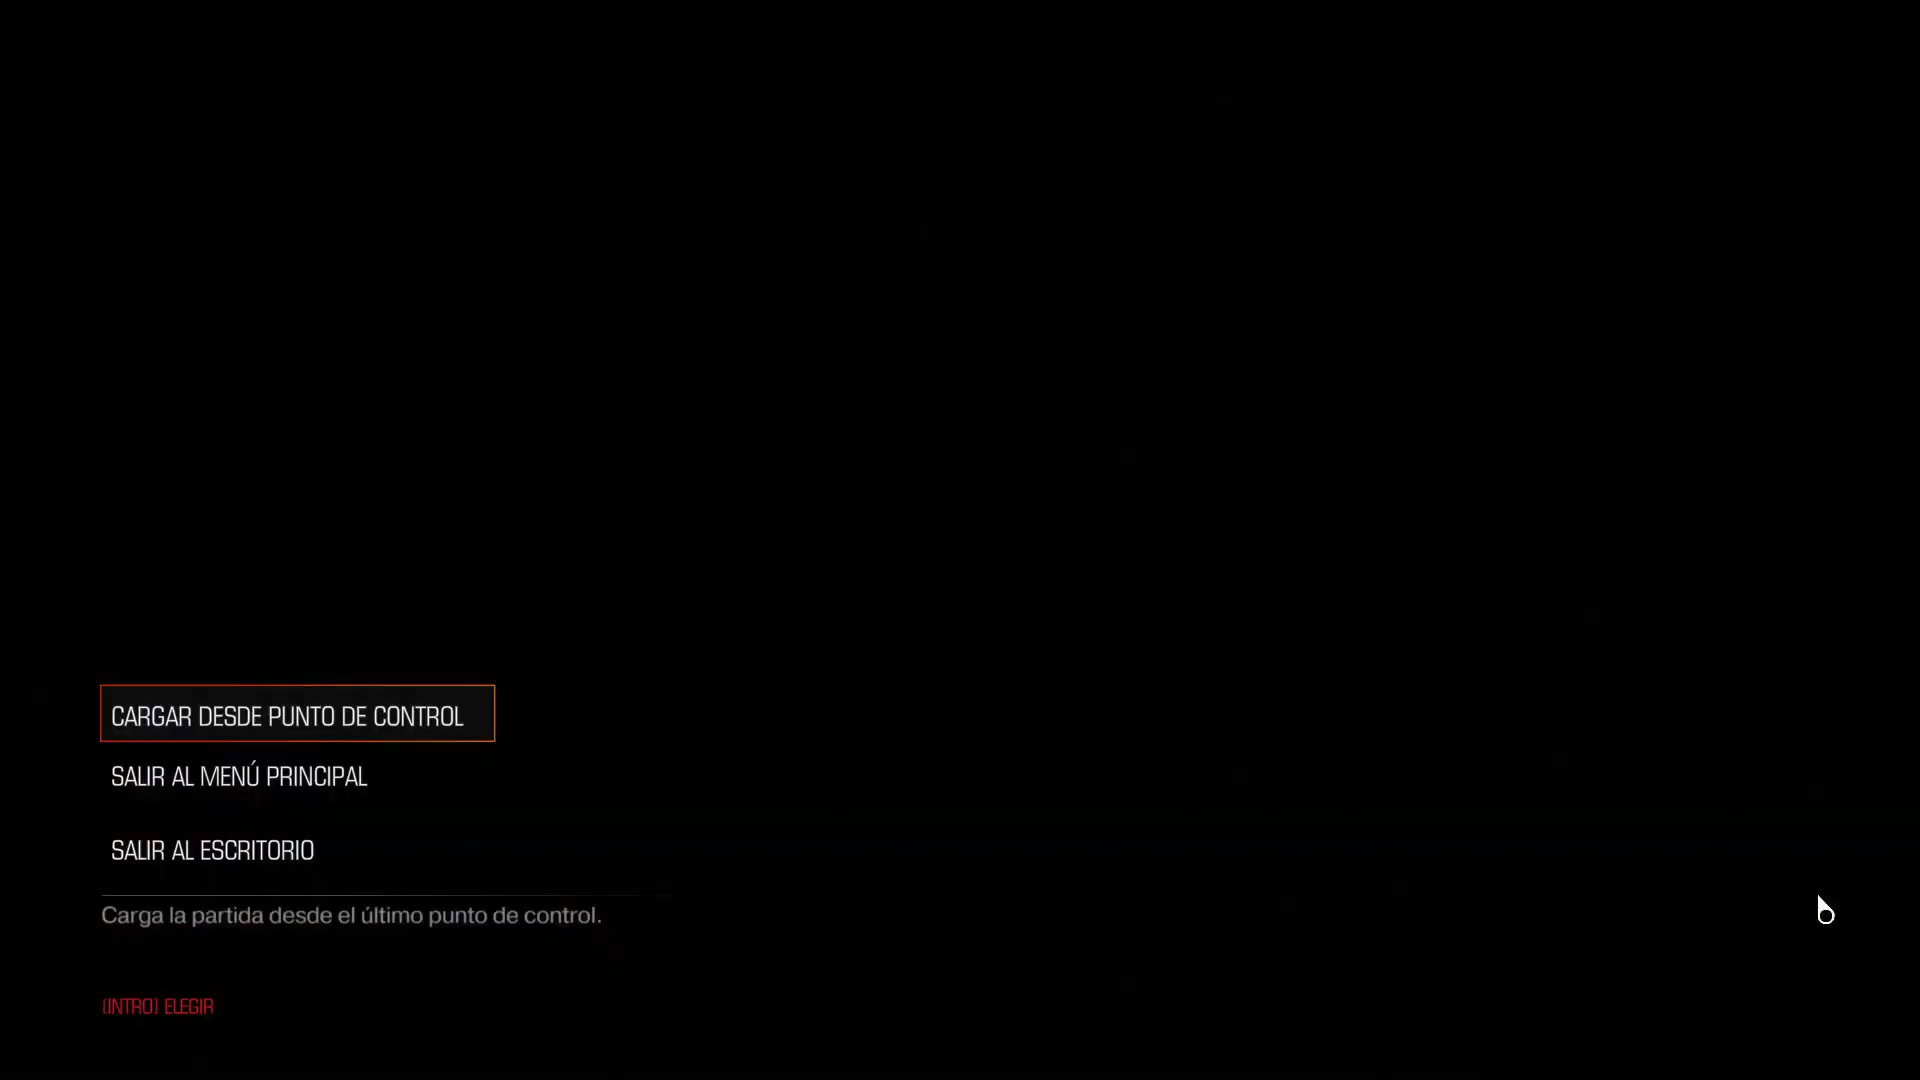 CARGAR DESDE PUNTO DE CONTROL
SALIR AL MENÚ PRINCIPAL
SALIR AL ESCRITORIO
Carga la partida desde el último punto de control.
[INTRO] ELEGIR